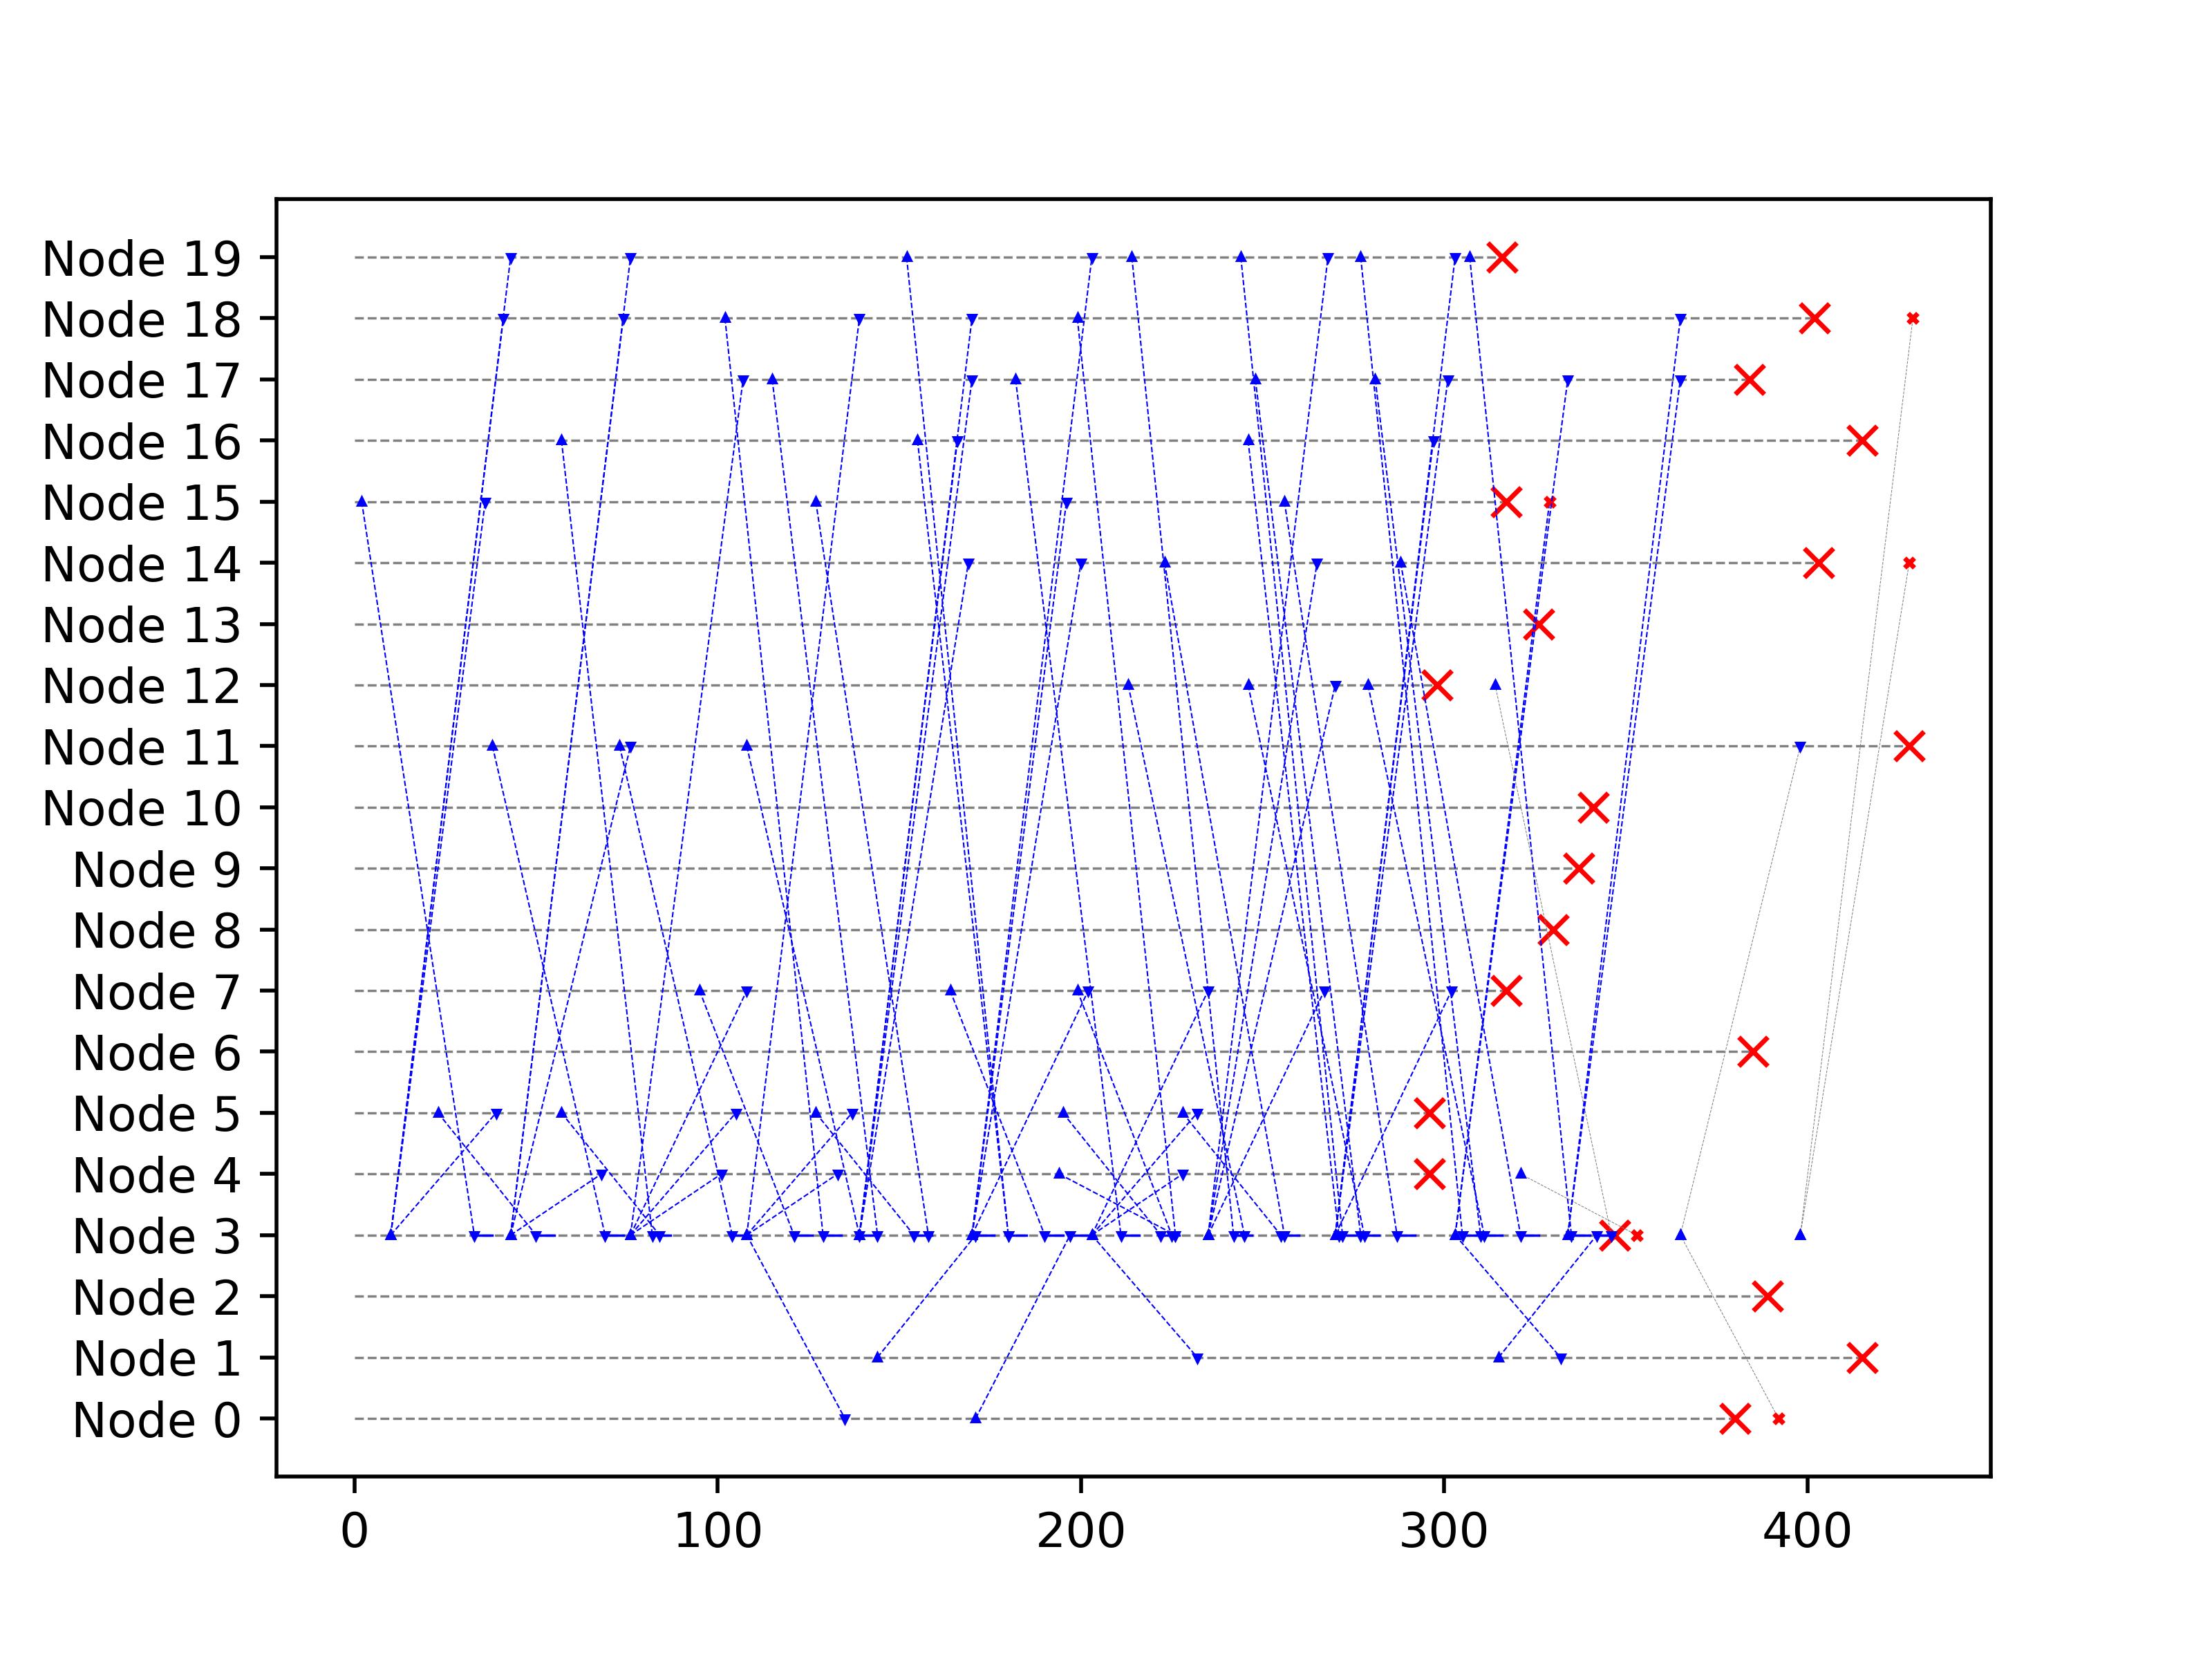 Node 19
Node 18
Node 17
Node 16
Node 15
Node 14
Node 13
Node 12
Node 11
Node 10
Node 9
Node 8
Node 7
Node 6
Node 5
Node 4
Node 3
Node 2
Node 1
Node 0
0 100 200 300 400